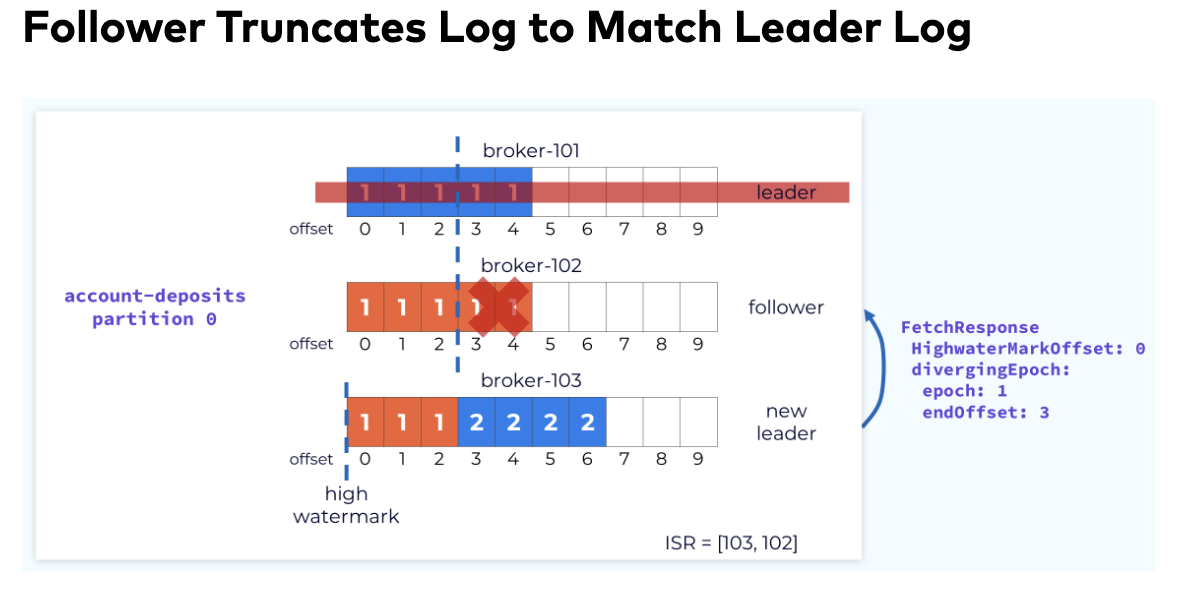 Follower Truncates Log to Match Leader Log
broker-101
1 1 1 1 1
leader
offset 0 1 2 3 4 5 6 7 8 9
broker-102
1 1 1 1 1
follower
offset 0 1 2 3 4 5 6 7 8 9
account-deposits
partition 0
broker-103
1 1 1 2 2 2 2
new
leader
offset 0 1 2 3 4 5 6 7 8 9
high
watermark
ISR = [103, 102]
FetchResponse
HighwaterMarkOffset: 0
divergingEpoch:
epoch: 1
endOffset: 3